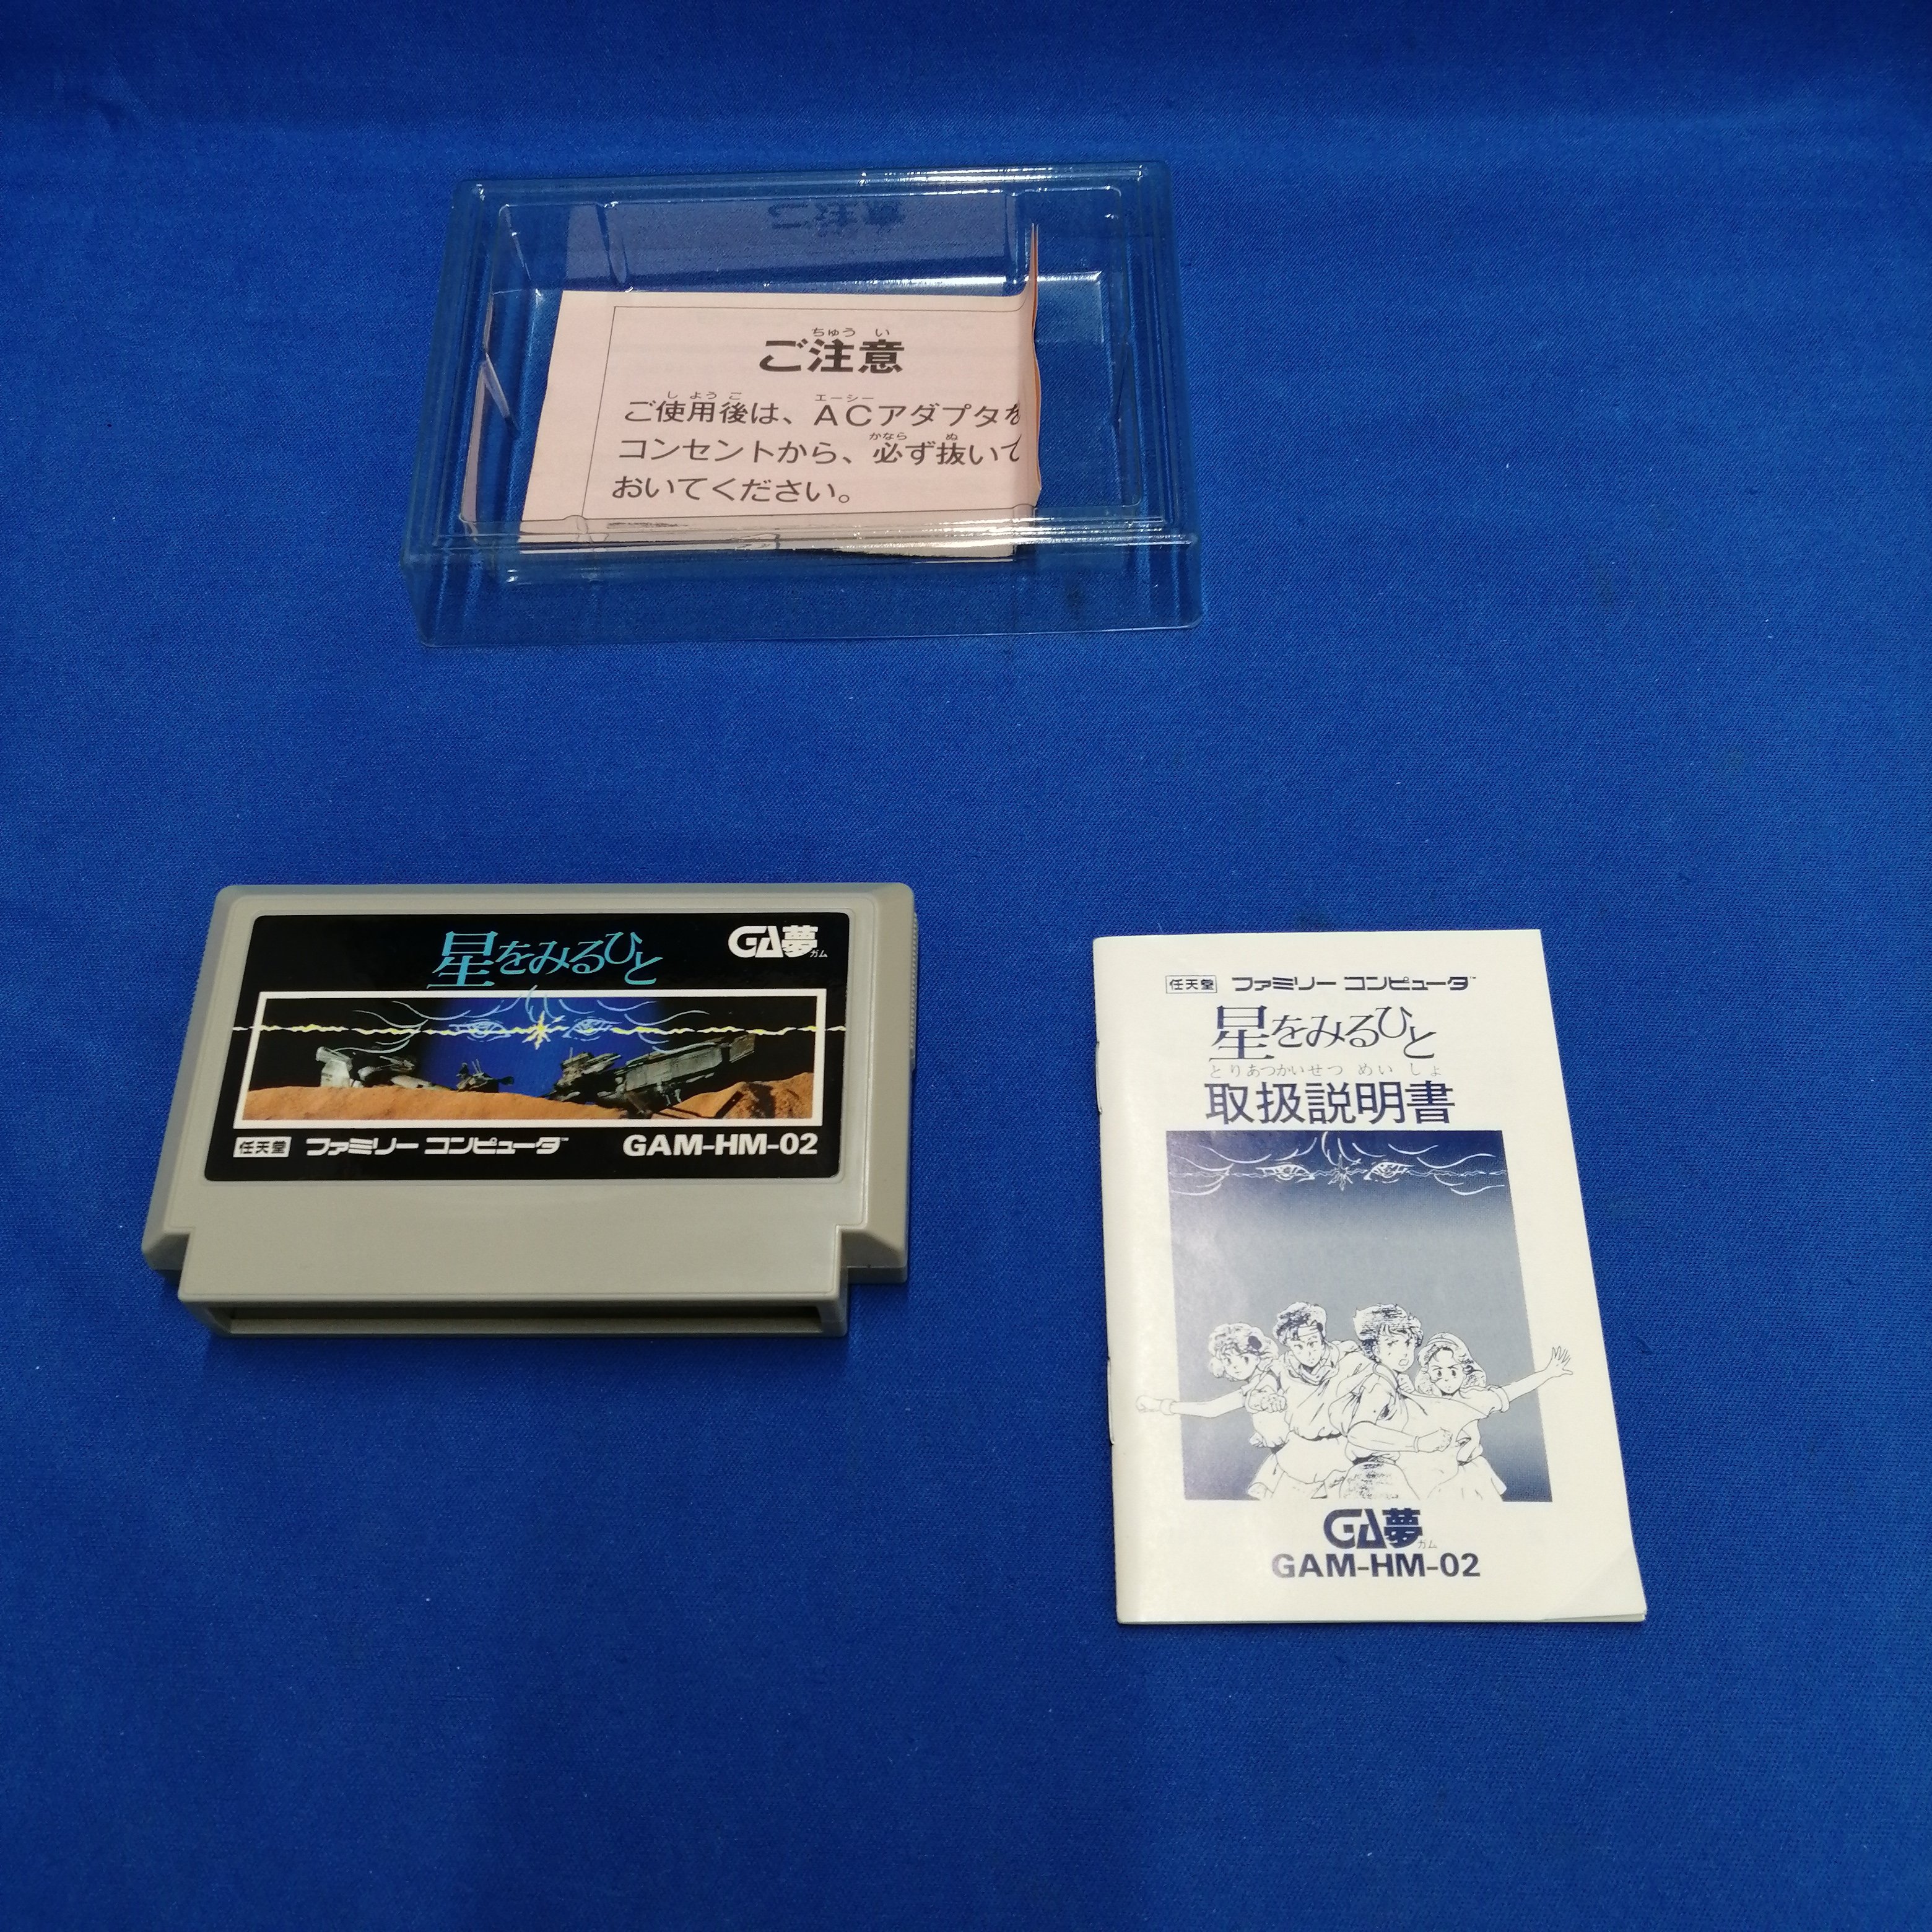 ちゅう い
ご注意
しようご エーシー
ご使用後は、ACアダプタを
かなら ぬ
コンセントから、必ず抜いて
おいてください。
星をみるひと
GA夢
ガム
任天堂 ファミリー コンピュータ™
GAM-HM-02
任天堂 ファミリー コンピュータ™
星をみるひと
とりあつかいせつ めい しょ
取扱説明書
GA夢
ガム
GAM-HM-02